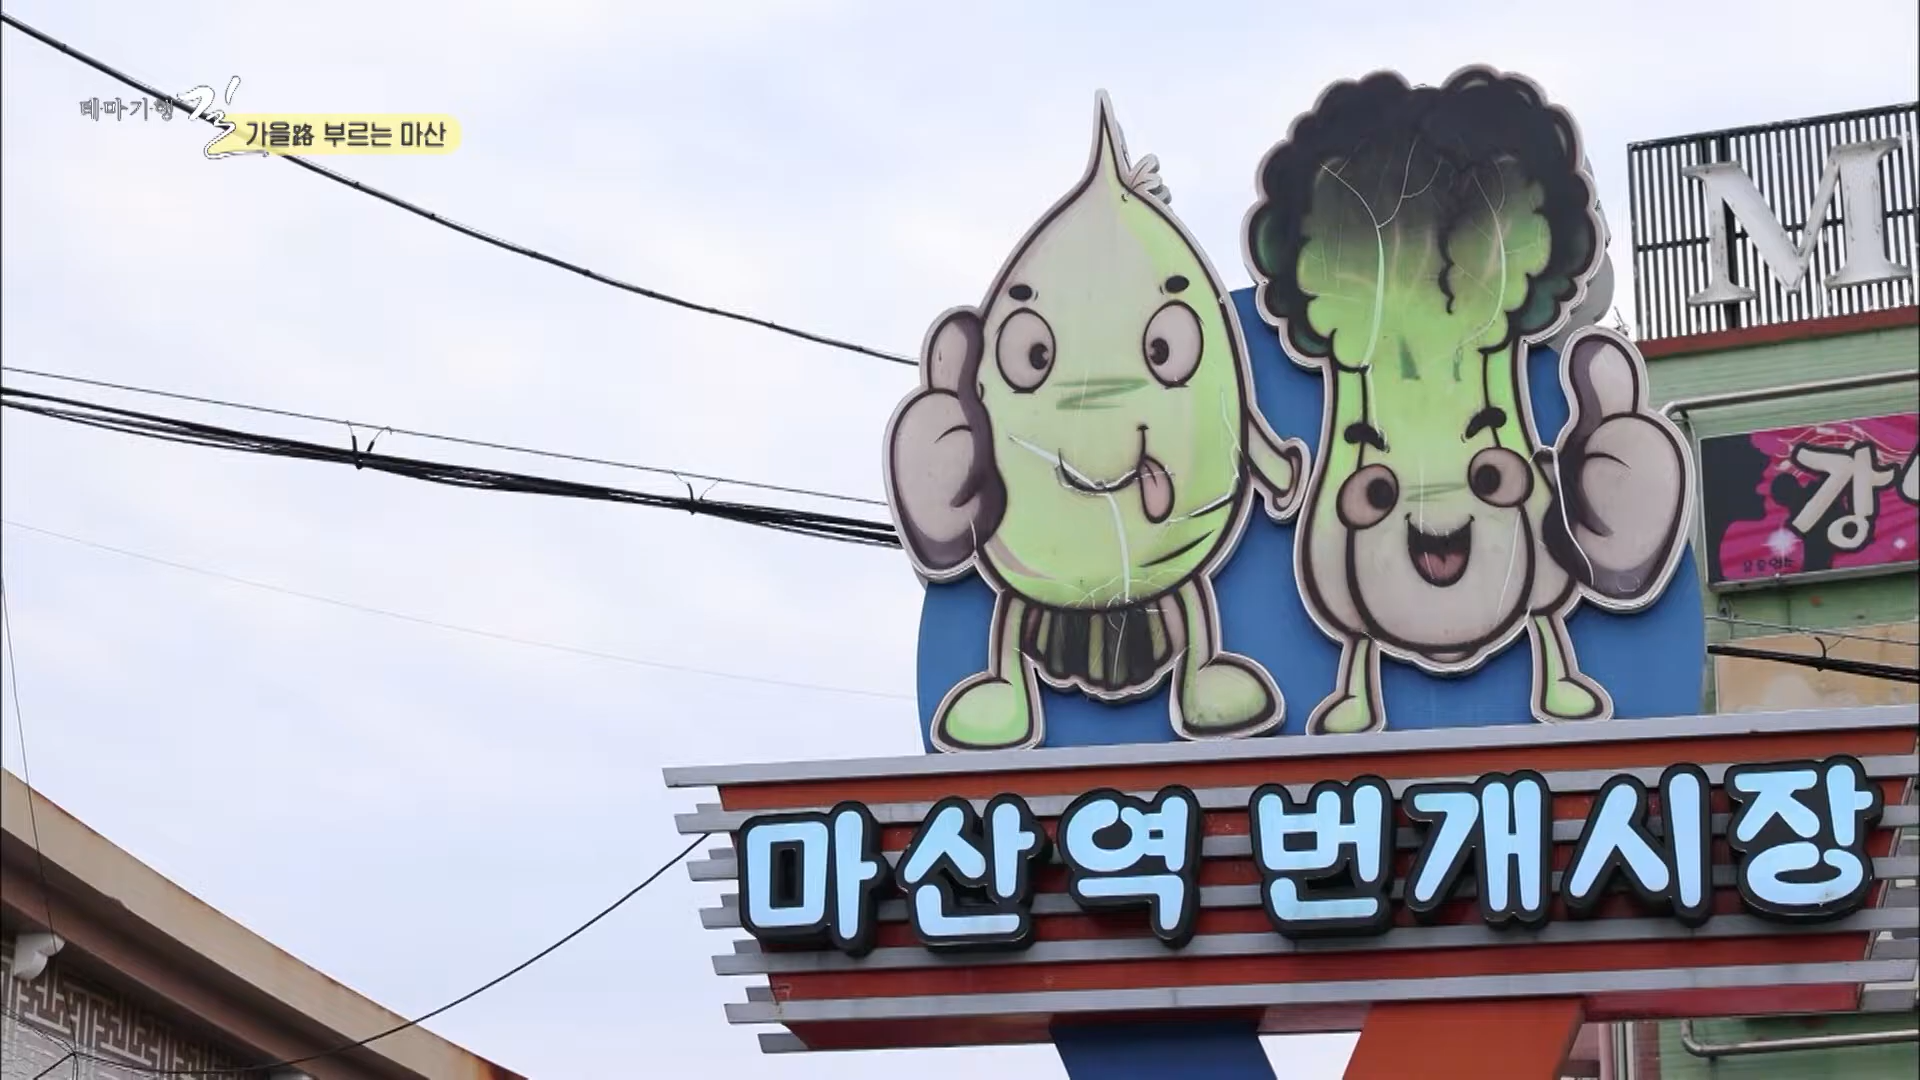 테마기행 길
가을路 부르는 마산
M
강
마산역 번개시장